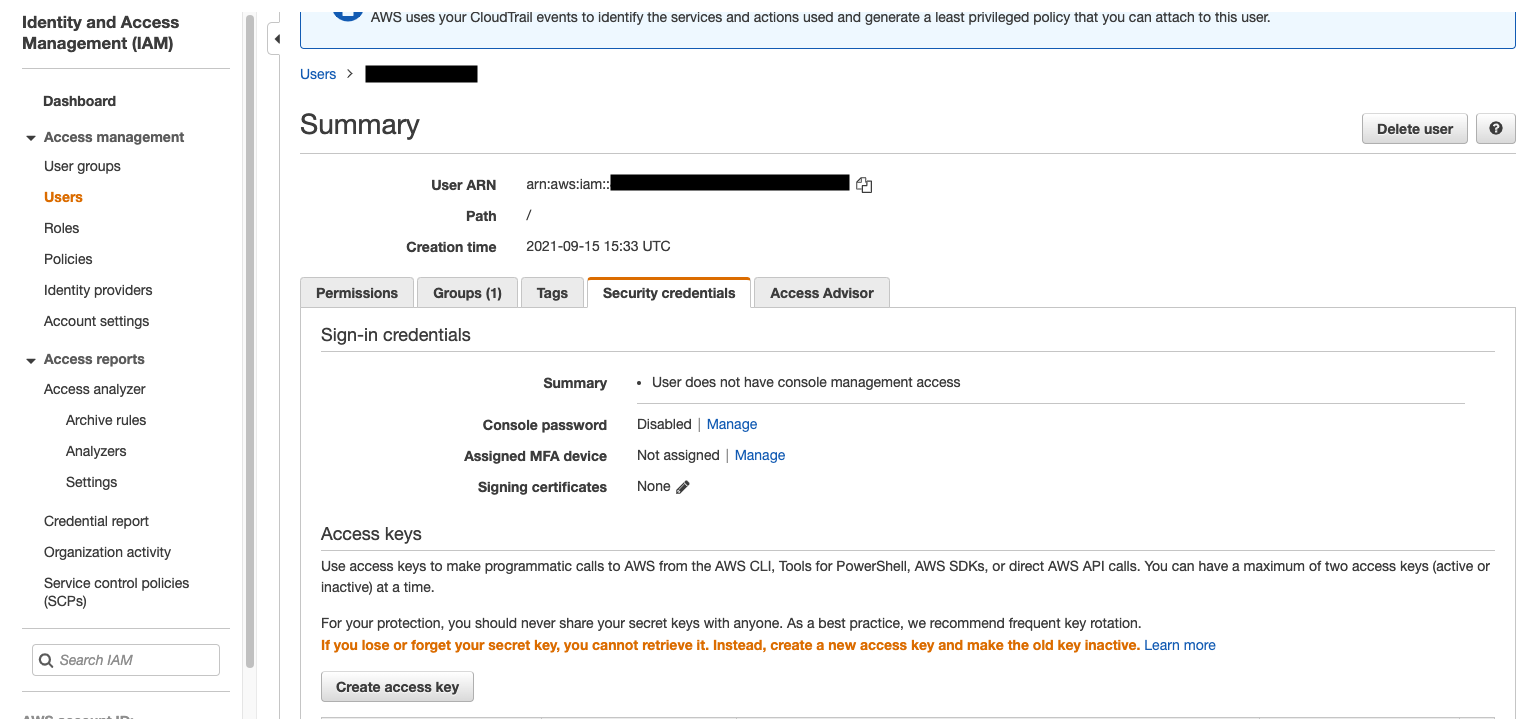 Identity and Access
Management (IAM)
Dashboard
Access management
User groups
Users
Roles
Policies
Identity providers
Account settings
Access reports
Access analyzer
Archive rules
Analyzers
Settings
Credential report
Organization activity
Service control policies
(SCPs)
Search IAM
AWS account ID:
AWS uses your CloudTrail events to identify the services and actions used and generate a least privileged policy that you can attach to this user.
Users >
Summary
Delete user
User ARN arn:aws:iam::
Path /
Creation time 2021-09-15 15:33 UTC
Permissions Groups (1) Tags Security credentials Access Advisor
Sign-in credentials
Summary • User does not have console management access
Console password Disabled | Manage
Assigned MFA device Not assigned | Manage
Signing certificates None
Access keys
Use access keys to make programmatic calls to AWS from the AWS CLI, Tools for PowerShell, AWS SDKs, or direct AWS API calls. You can have a maximum of two access keys (active or
inactive) at a time.
For your protection, you should never share your secret keys with anyone. As a best practice, we recommend frequent key rotation.
If you lose or forget your secret key, you cannot retrieve it. Instead, create a new access key and make the old key inactive. Learn more
Create access key